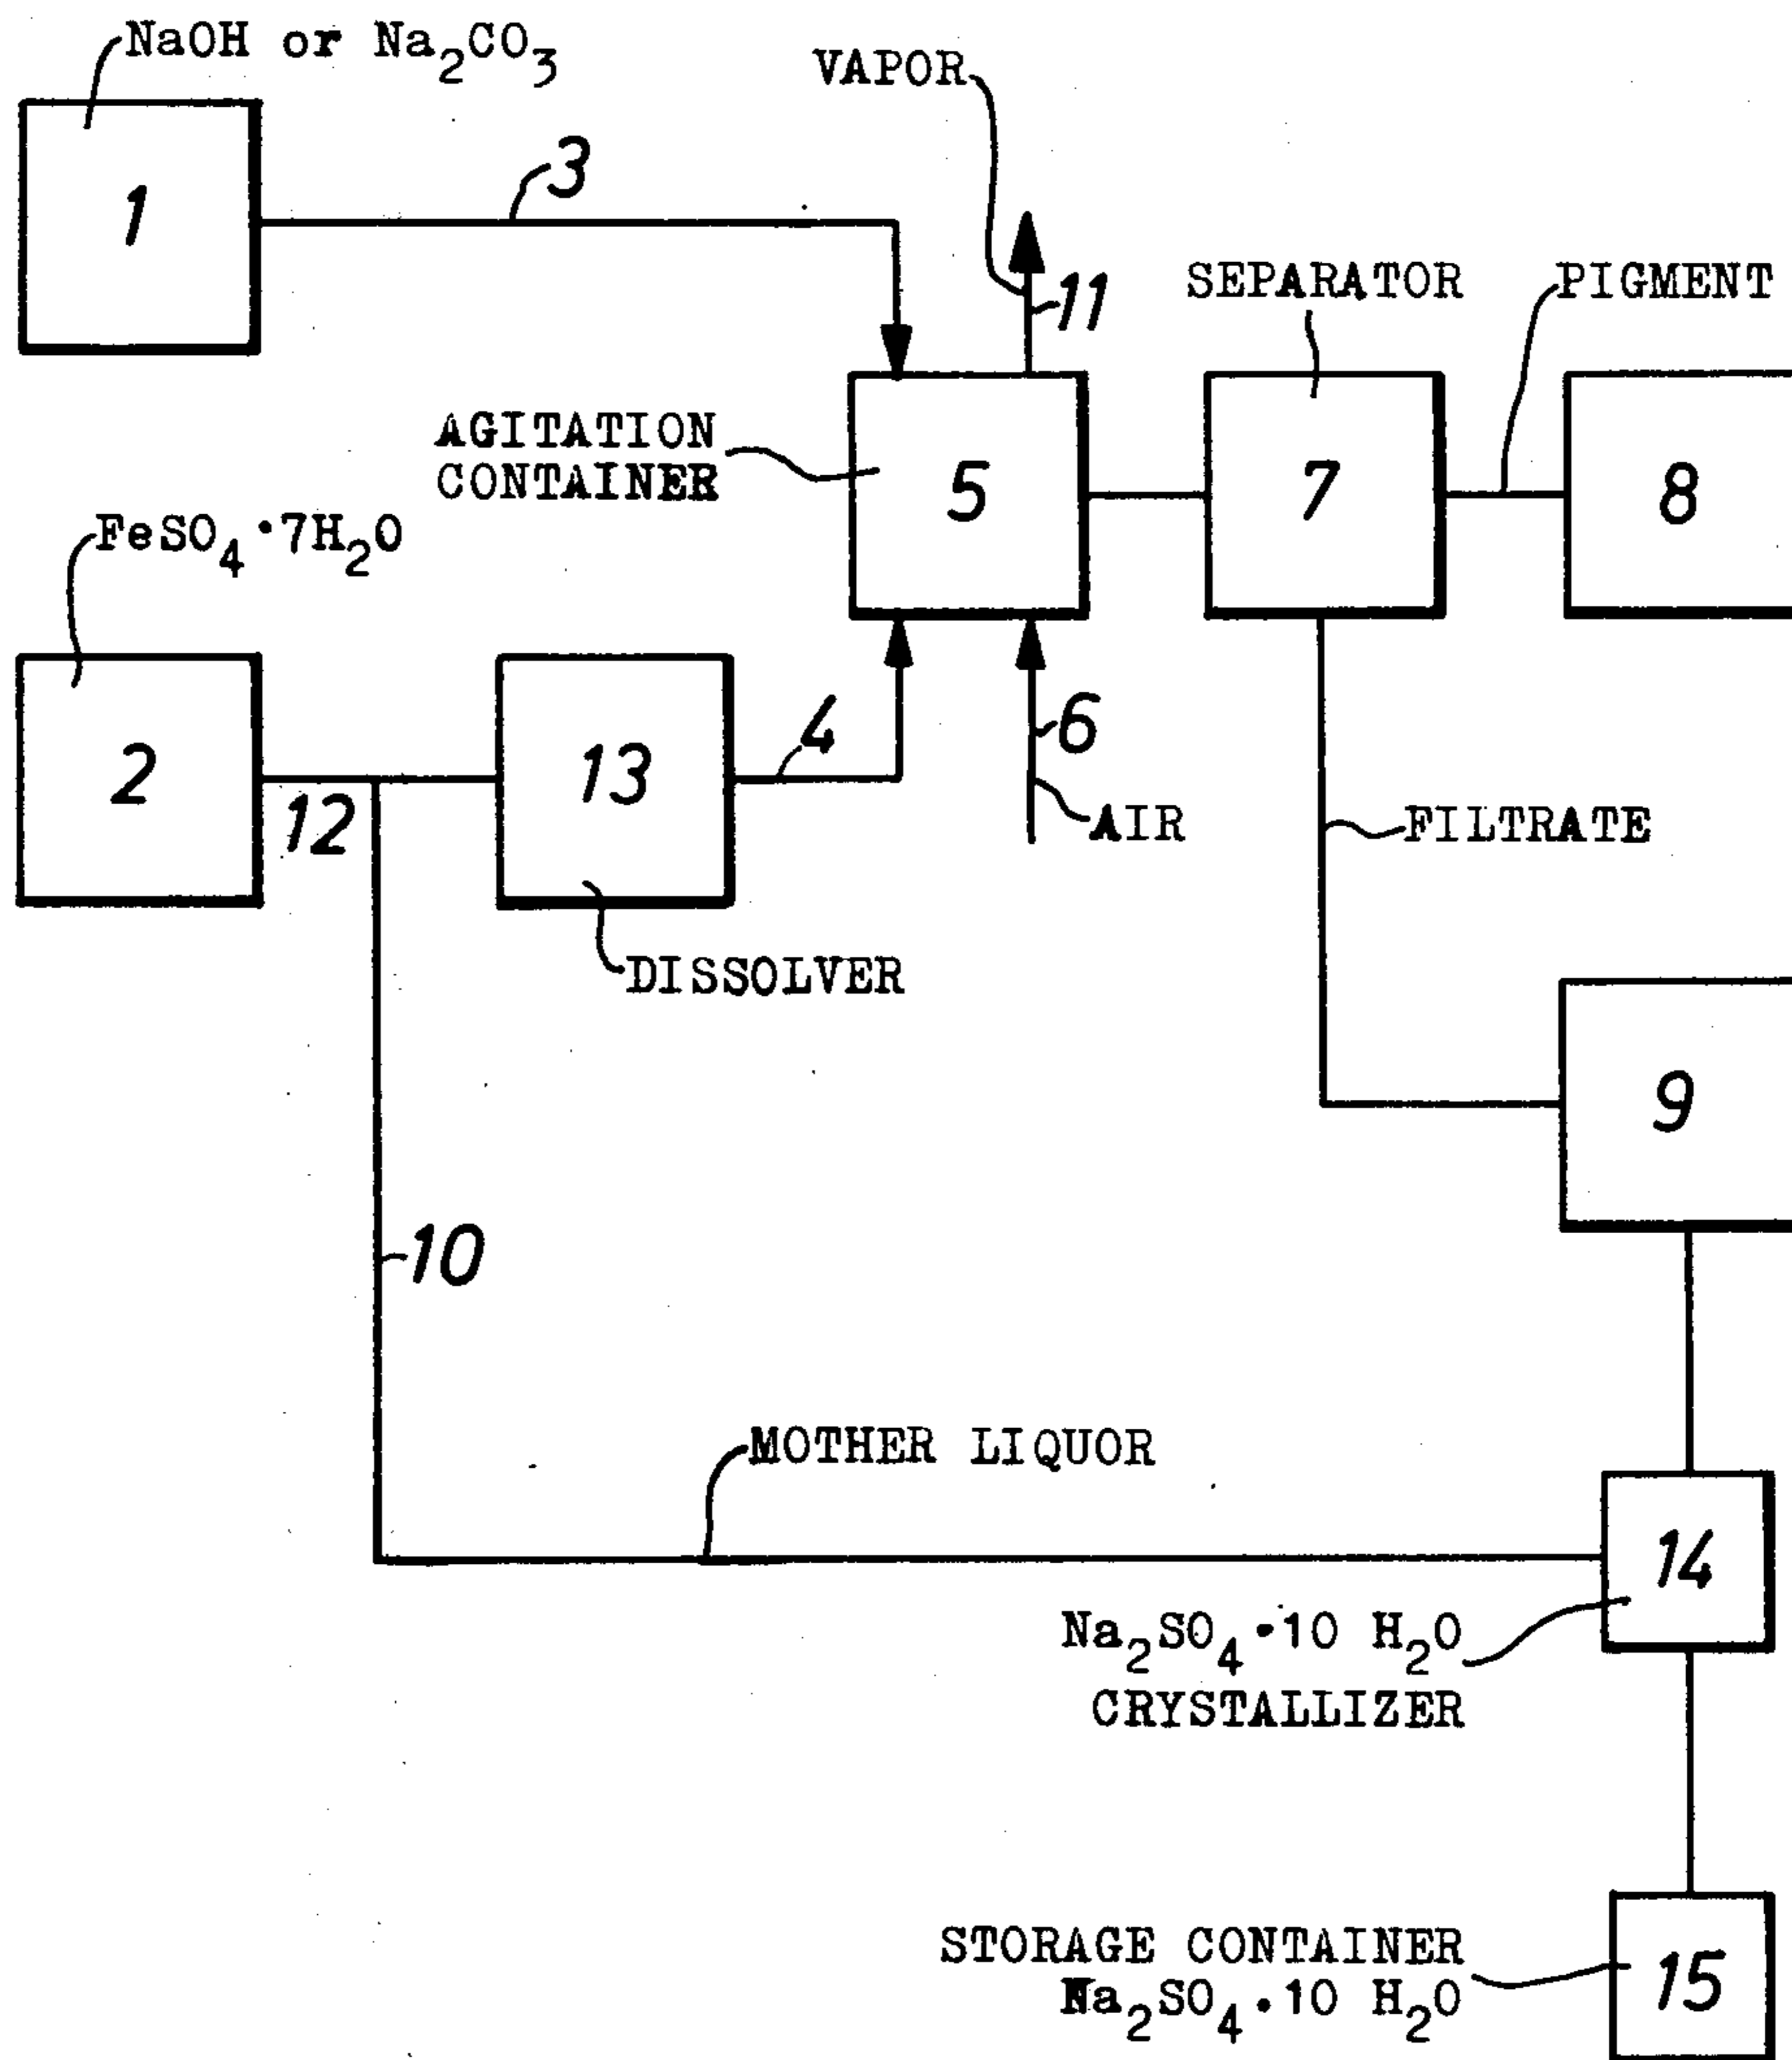 NaOH or Na₂CO₃
VAPOR
1
3
11
SEPARATOR
PIGMENT
AGITATION
CONTAINER
5
7
8
FeSO₄·7H₂O
2
12
13
4
6
AIR
FILTRATE
DISSOLVER
9
10
MOTHER LIQUOR
14
Na₂SO₄·10 H₂O
CRYSTALLIZER
STORAGE CONTAINER
Na₂SO₄·10 H₂O
15